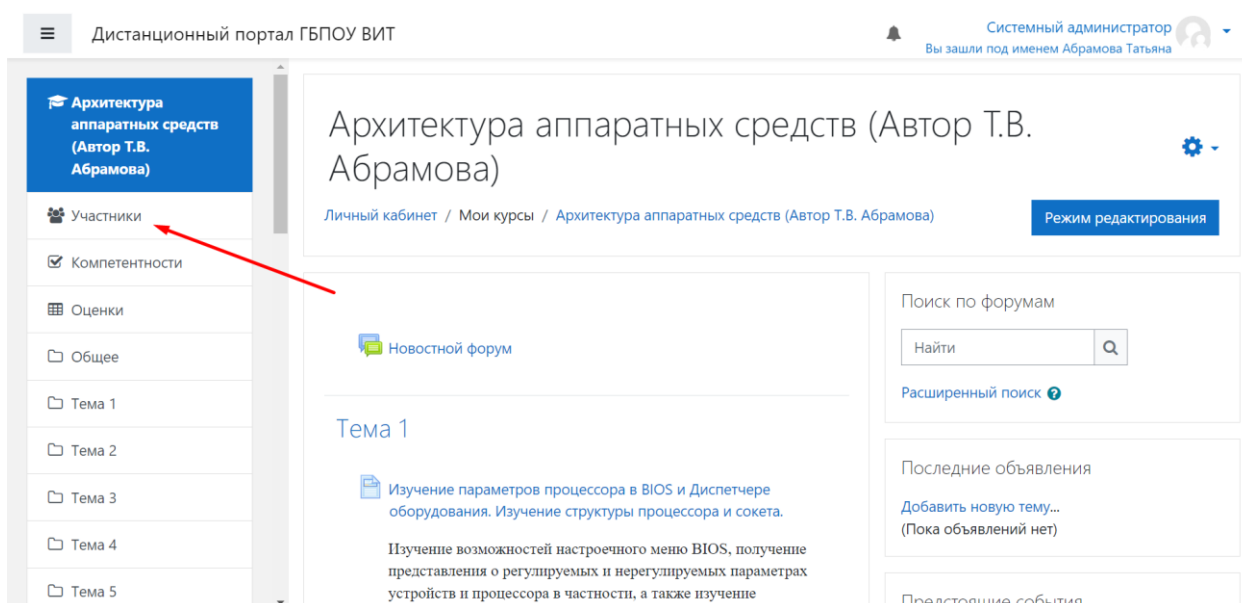 Дистанционный портал ГБПОУ ВИТ
Системный администратор
Вы зашли под именем Абрамова Татьяна
Архитектура
аппаратных средств
(Автор Т.В.
Абрамова)
Участники
Компетентности
Оценки
Общее
Тема 1
Тема 2
Тема 3
Тема 4
Тема 5
Архитектура аппаратных средств (Автор Т.В.
Абрамова)
Личный кабинет / Мои курсы / Архитектура аппаратных средств (Автор Т.В. Абрамова)
Режим редактирования
Новостной форум
Тема 1
Изучение параметров процессора в BIOS и Диспетчере
оборудования. Изучение структуры процессора и сокета.
Изучение возможностей настроечного меню BIOS, получение
представления о регулируемых и нерегулируемых параметрах
устройств и процессора в частности, а также изучение
Поиск по форумам
Найти
Расширенный поиск
Последние объявления
Добавить новую тему...
(Пока объявлений нет)
Предстоящие события